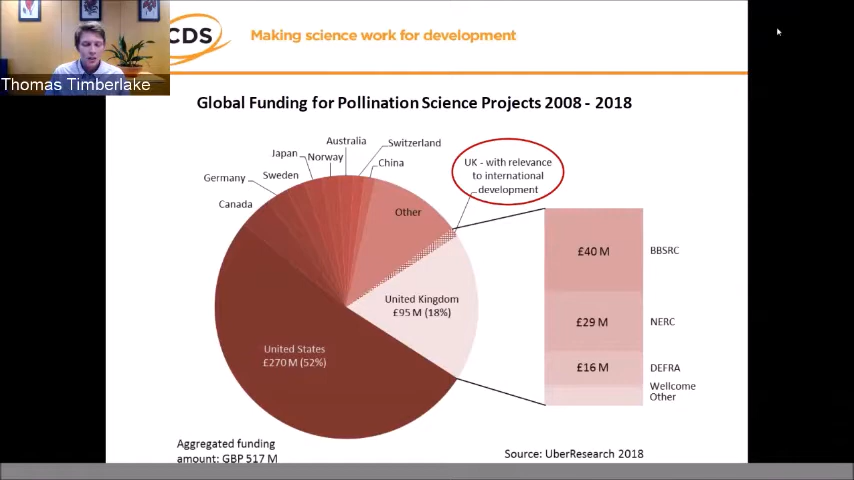 CDS
Making science work for development
Thomas Timberlake
Global Funding for Pollination Science Projects 2008 - 2018
Australia
Switzerland
Japan
Norway
China
UK - with relevance
to international
development
Germany
Sweden
Canada
Other
£40 M
BBSRC
United Kingdom
£95 M (18%)
£29 M
NERC
United States
£270 M (52%)
£16 M
DEFRA
Wellcome
Other
Aggregated funding
amount: GBP 517 M
Source: UberResearch 2018